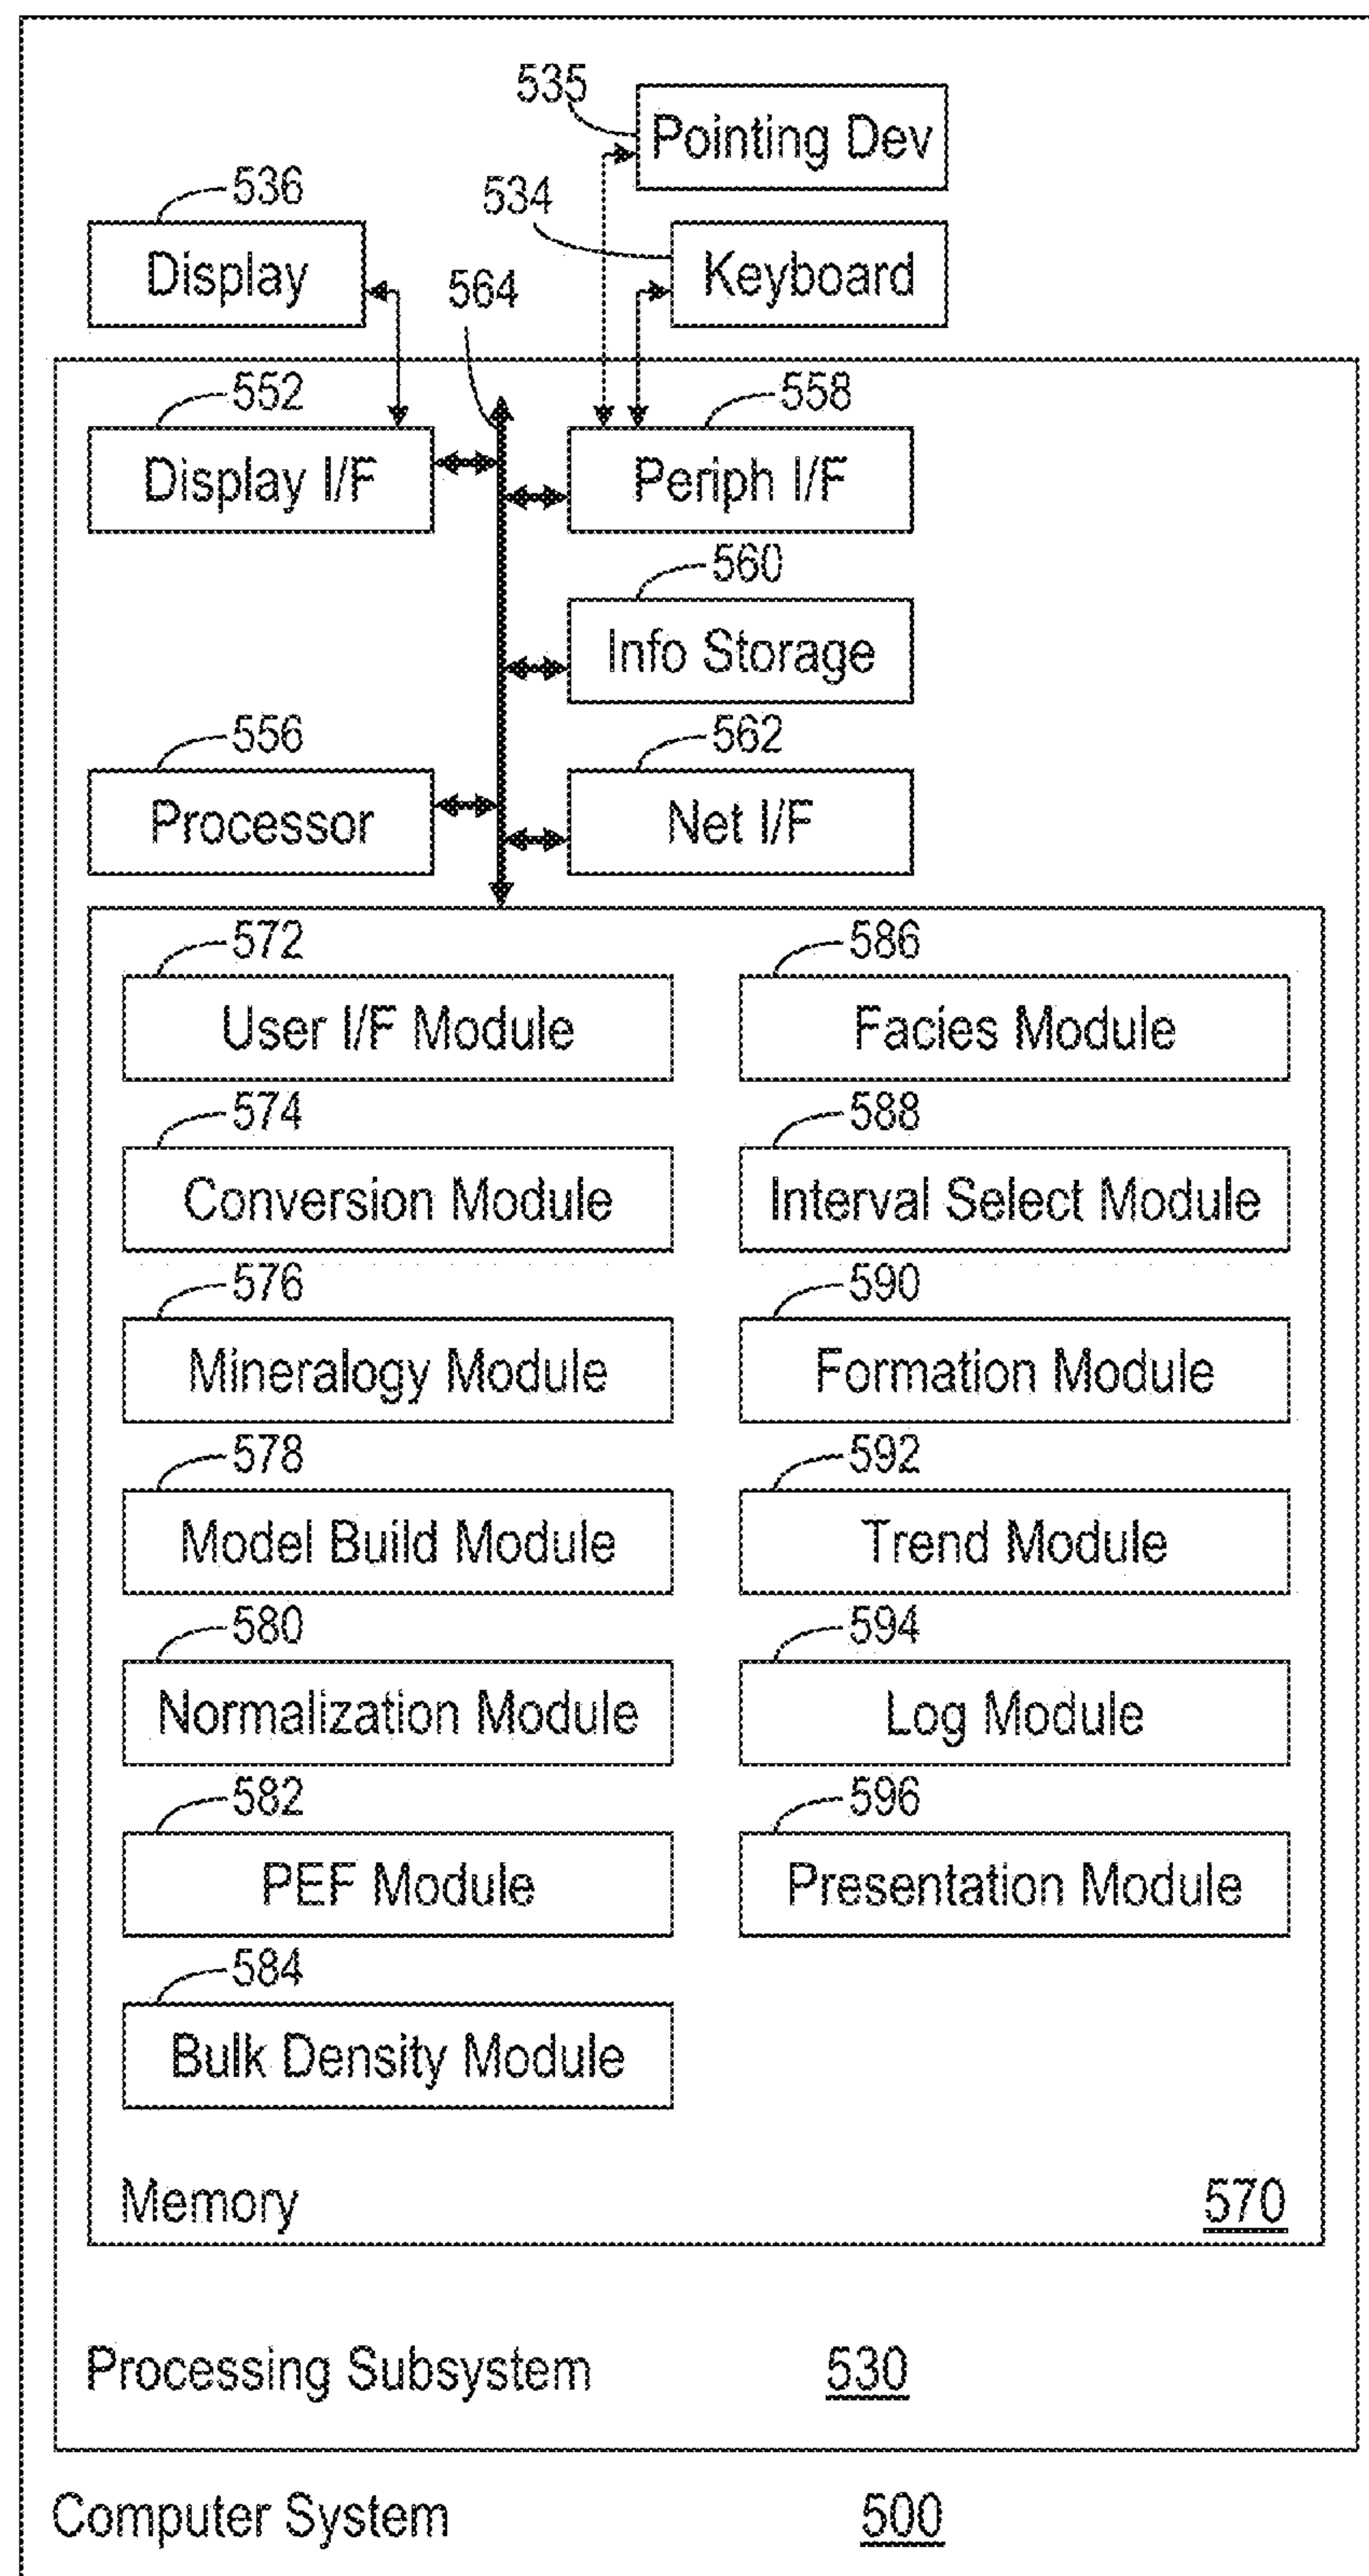 535
Pointing Dev
536
534
Display
Keyboard
564
552
558
Display I/F
Periph I/F
560
Info Storage
556
562
Processor
Net I/F
572
586
User I/F Module
Facies Module
574
588
Conversion Module
Interval Select Module
576
590
Mineralogy Module
Formation Module
578
592
Model Build Module
Trend Module
580
594
Normalization Module
Log Module
582
596
PEF Module
Presentation Module
584
Bulk Density Module
Memory
570
Processing Subsystem
530
Computer System
500